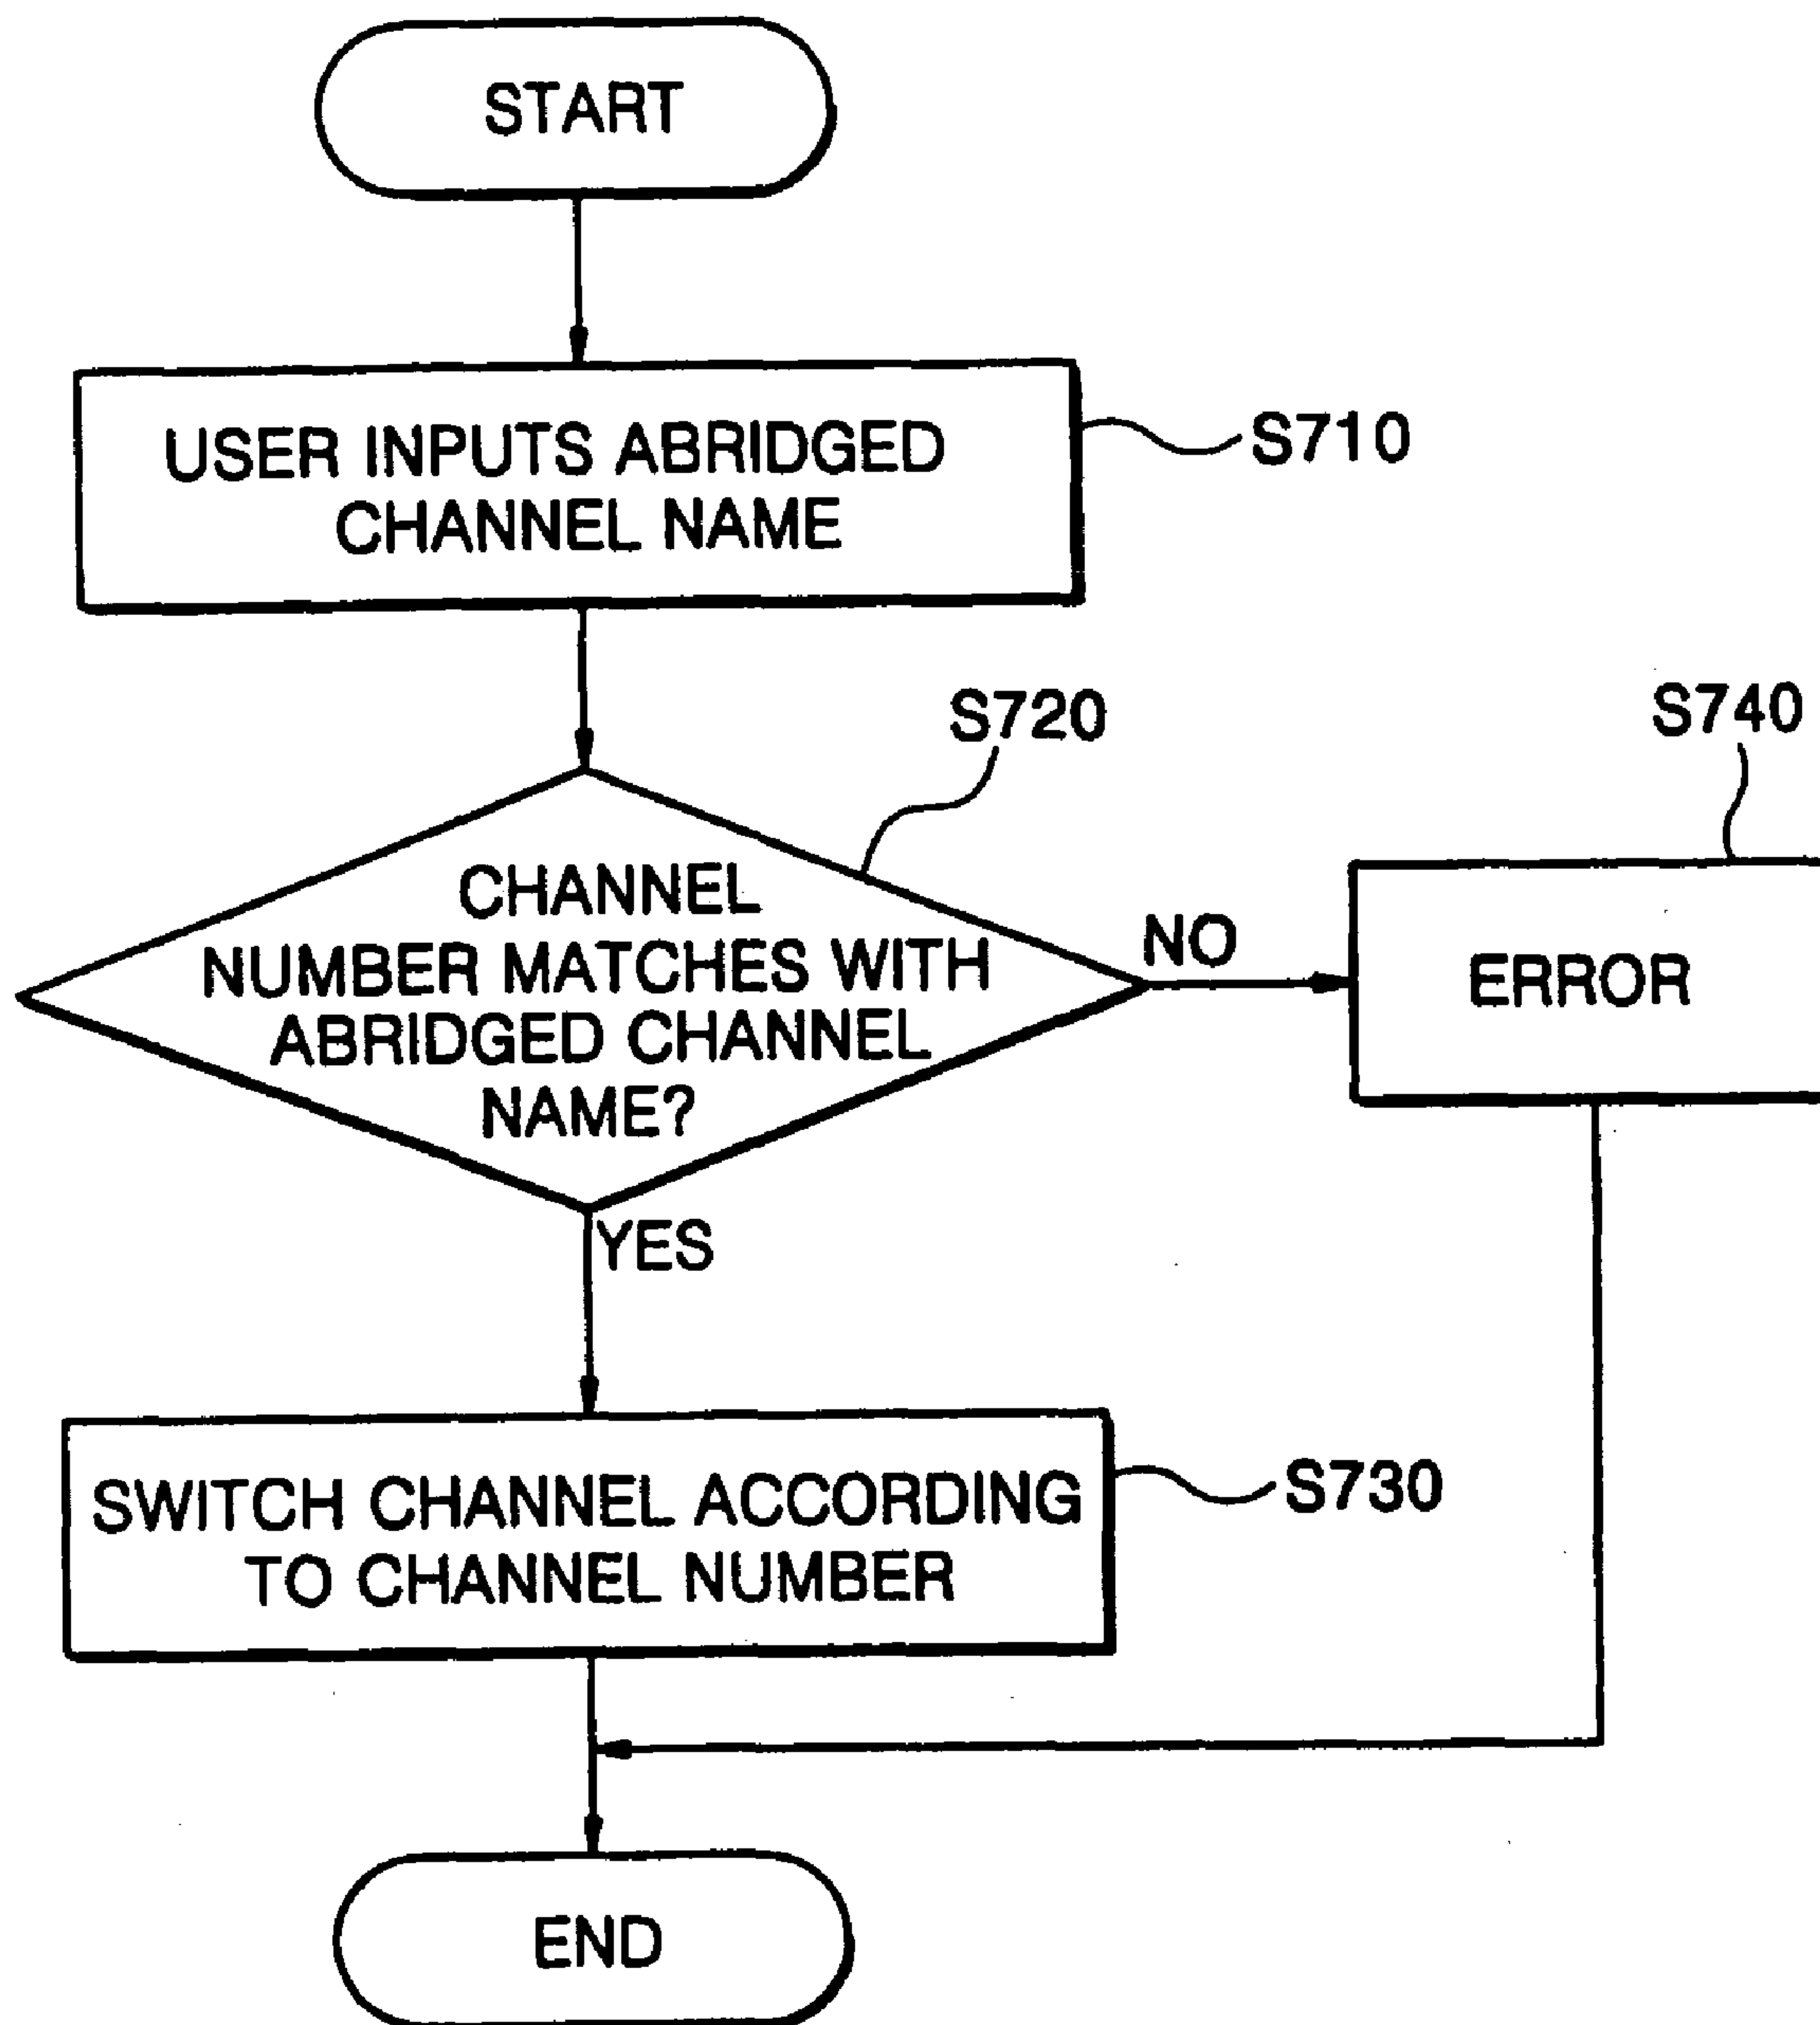 START
USER INPUTS ABRIDGED
CHANNEL NAME
S710
S720
CHANNEL
NUMBER MATCHES WITH
ABRIDGED CHANNEL
NAME?
NO
S740
ERROR
YES
SWITCH CHANNEL ACCORDING
TO CHANNEL NUMBER
S730
END